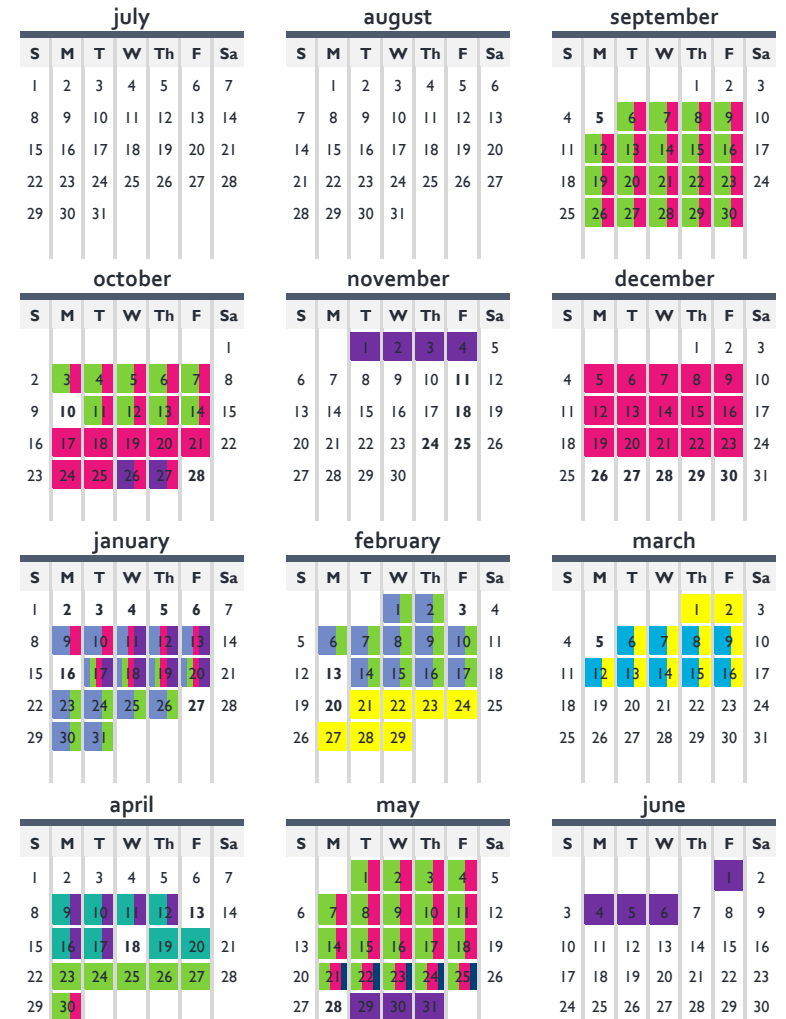 july august september
S M T W Th F Sa S M T W Th F Sa S M T W Th F Sa
1 2 3 4 5 6 7 1 2 3 4 5 6 1 2 3
8 9 10 11 12 13 14 7 8 9 10 11 12 13 4 5 6 7 8 9 10
15 16 17 18 19 20 21 14 15 16 17 18 19 20 11 12 13 14 15 16 17
22 23 24 25 26 27 28 21 22 23 24 25 26 27 18 19 20 21 22 23 24
29 30 31 28 29 30 31 25 26 27 28 29 30
october november december
S M T W Th F Sa S M T W Th F Sa S M T W Th F Sa
1 1 2 3 4 5 1 2 3
2 3 4 5 6 7 8 6 7 8 9 10 11 12 4 5 6 7 8 9 10
9 10 11 12 13 14 15 13 14 15 16 17 18 19 11 12 13 14 15 16 17
16 17 18 19 20 21 22 20 21 22 23 24 25 26 18 19 20 21 22 23 24
23 24 25 26 27 28 27 28 29 30 25 26 27 28 29 30 31
january february march
S M T W Th F Sa S M T W Th F Sa S M T W Th F Sa
1 2 3 4 5 6 7 1 2 3 4 1 2 3
8 9 10 11 12 13 14 5 6 7 8 9 10 11 4 5 6 7 8 9 10
15 16 17 18 19 20 21 12 13 14 15 16 17 18 11 12 13 14 15 16 17
22 23 24 25 26 27 28 19 20 21 22 23 24 25 18 19 20 21 22 23 24
29 30 31 26 27 28 29 25 26 27 28 29 30 31
april may june
S M T W Th F Sa S M T W Th F Sa S M T W Th F Sa
1 2 3 4 5 6 7 1 2 3 4 5 1 2
8 9 10 11 12 13 14 6 7 8 9 10 11 12 3 4 5 6 7 8 9
15 16 17 18 19 20 21 13 14 15 16 17 18 19 10 11 12 13 14 15 16
22 23 24 25 26 27 28 20 21 22 23 24 25 26 17 18 19 20 21 22 23
29 30 27 28 29 30 31 24 25 26 27 28 29 30